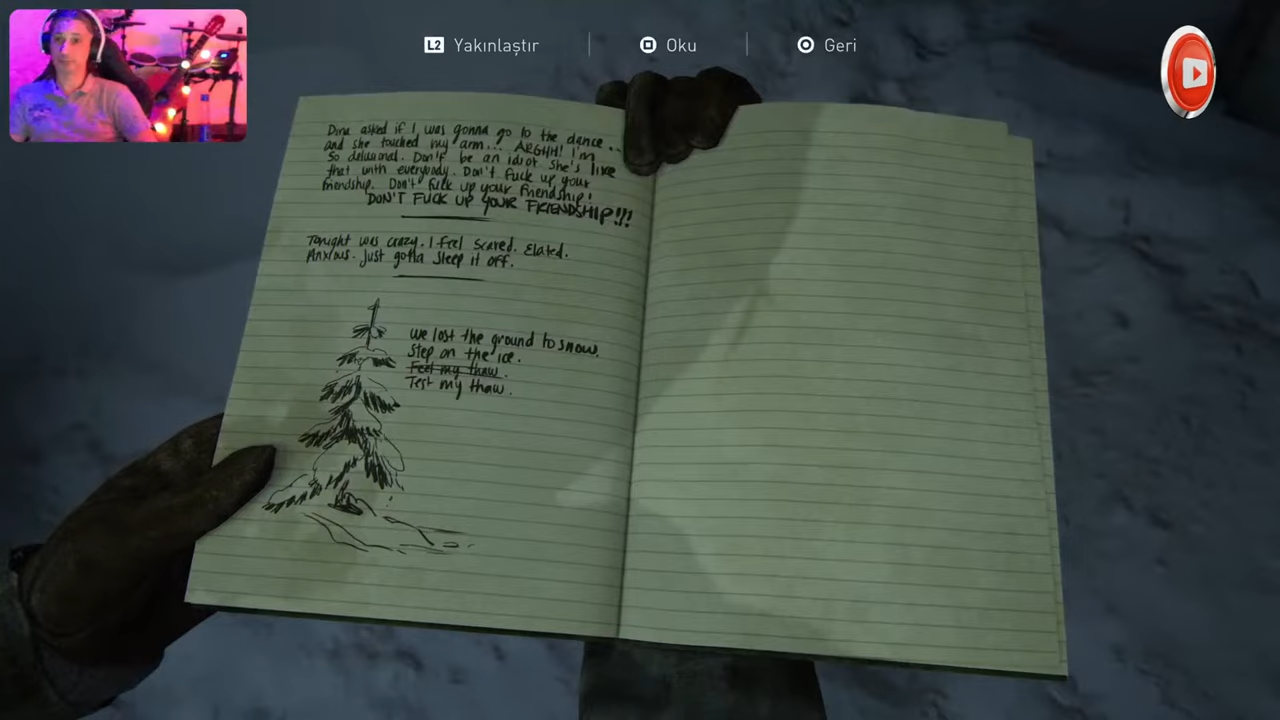 L2 Yakınlaştır
Oku
Geri
Dina asked if I was gonna go to the dance...
and she touched my arm... ARGHH! I'm
so delusional. Don't be an idiot. She's like
that with everybody. Don't fuck up your
friendship. Don't fuck up your friendship!
DON'T FUCK UP YOUR FRIENDSHIP!!!
Tonight was crazy. I feel scared. Elated.
Anxious. Just gotta sleep it off.
We lost the ground to snow.
Step on the ice.
Feel my thaw.
Test my thaw.